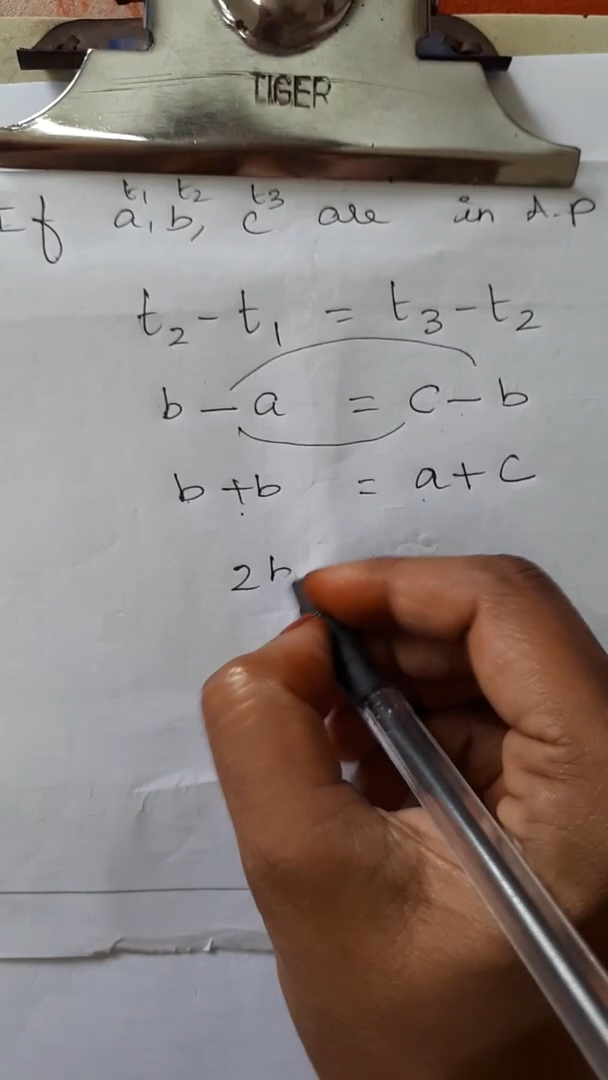 TIGER
t₁ t₂ t₃
If a, b, c are in A.P
t₂ - t₁ = t₃ - t₂
b - a = c - b
b + b = a + c
2b